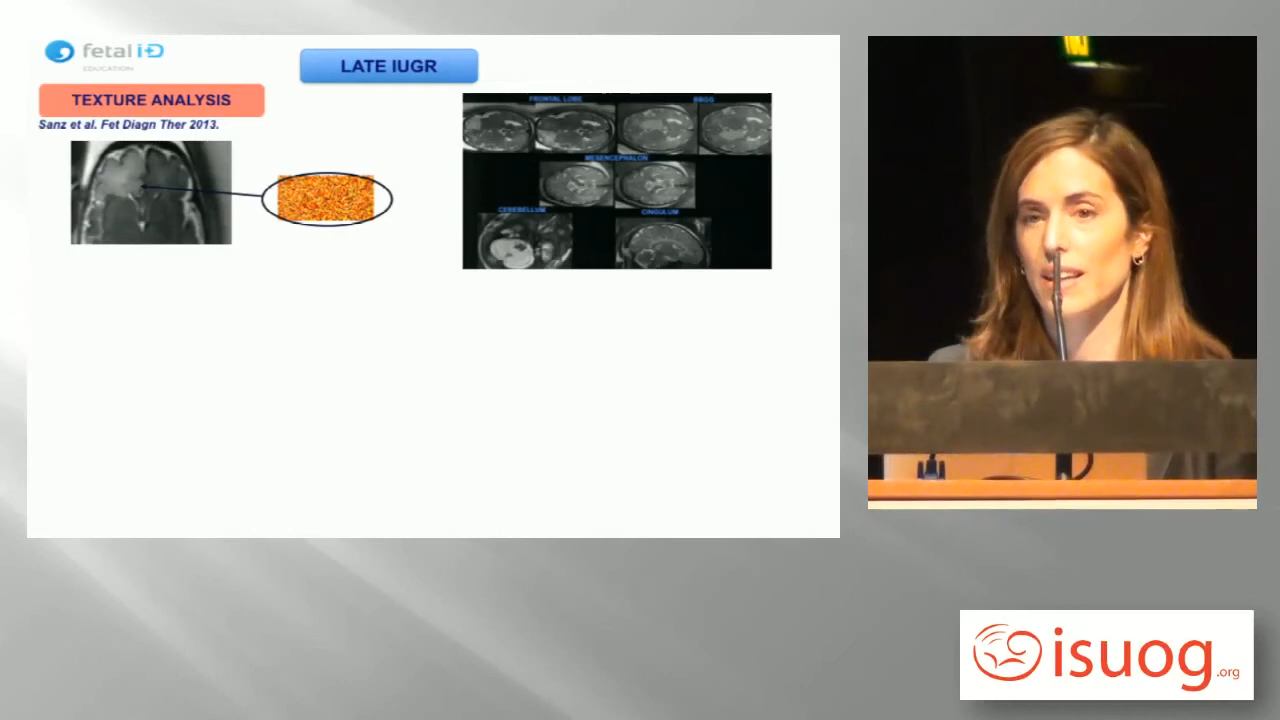 fetal i+D
EDUCATION
LATE IUGR
TEXTURE ANALYSIS
Sanz et al. Fet Diagn Ther 2013.
FRONTAL LOBE
BBGG
MESENCEPHALON
CEREBELLUM
CINGULUM
isuog.org